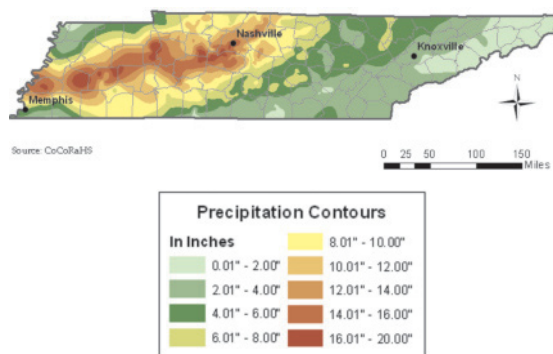 Nashville
Knoxville
N
Memphis
Source: CoCoRaHS
0 25 50 100 150
Miles
Precipitation Contours
In Inches
0.01" - 2.00"
2.01" - 4.00"
4.01" - 6.00"
6.01" - 8.00"
8.01" - 10.00"
10.01" - 12.00"
12.01" - 14.00"
14.01" - 16.00"
16.01" - 20.00"